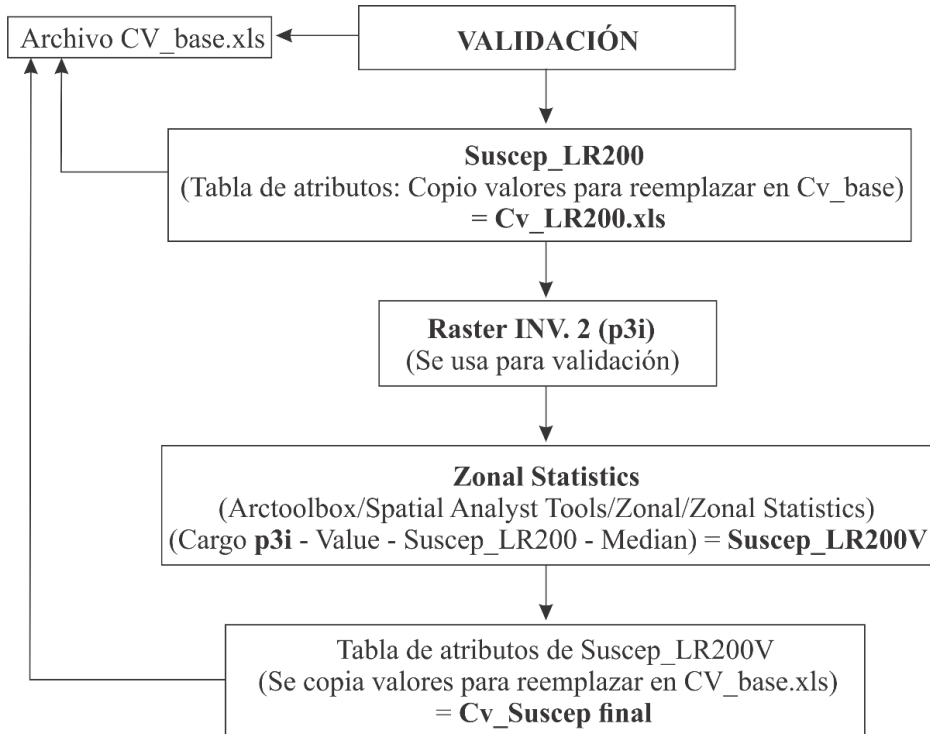 Archivo CV_base.xls
VALIDACIÓN
Suscep_LR200
(Tabla de atributos: Copio valores para reemplazar en Cv_base)
= Cv_LR200.xls
Raster INV. 2 (p3i)
(Se usa para validación)
Zonal Statistics
(Arctoolbox/Spatial Analyst Tools/Zonal/Zonal Statistics)
(Cargo p3i - Value - Suscep_LR200 - Median) = Suscep_LR200V
Tabla de atributos de Suscep_LR200V
(Se copia valores para reemplazar en CV_base.xls)
= Cv_Suscep final